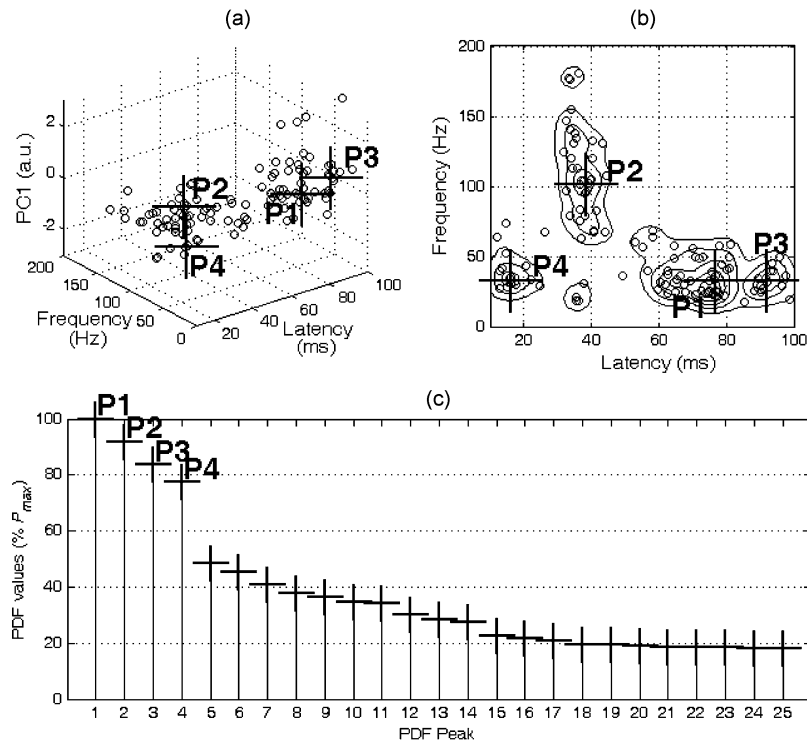 (a)
PC1 (a.u.)
2
0
-2
200
150
100
50
0
Frequency
(Hz)
20
40
60
80
100
Latency
(ms)
P1
P2
P3
P4
(b)
Frequency (Hz)
200
150
100
50
0
20
40
60
80
100
Latency (ms)
P2
P4
P3
P1
(c)
PDF values (% Pmax)
100
80
60
40
20
0
P1
P2
P3
P4
1 2 3 4 5 6 7 8 9 10 11 12 13 14 15 16 17 18 19 20 21 22 23 24 25
PDF Peak